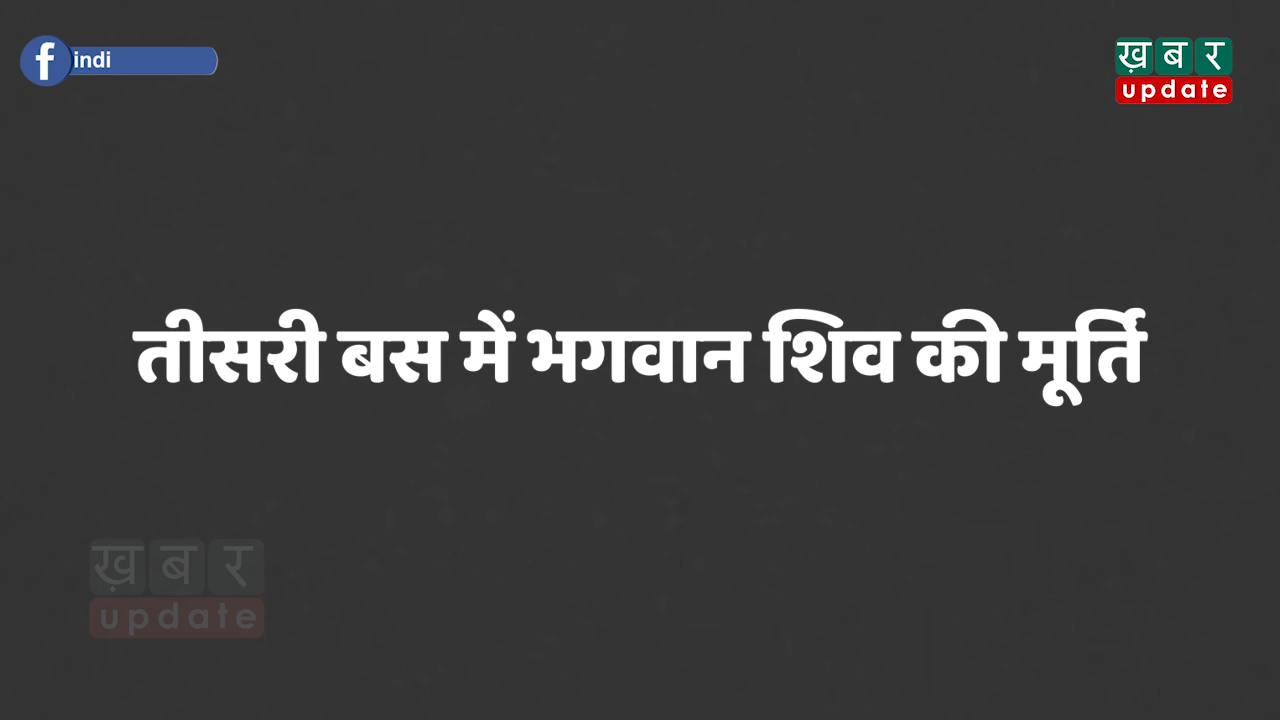 indi
ख़बर
update
तीसरी बस में भगवान शिव की मूर्ति
ख़बर
update